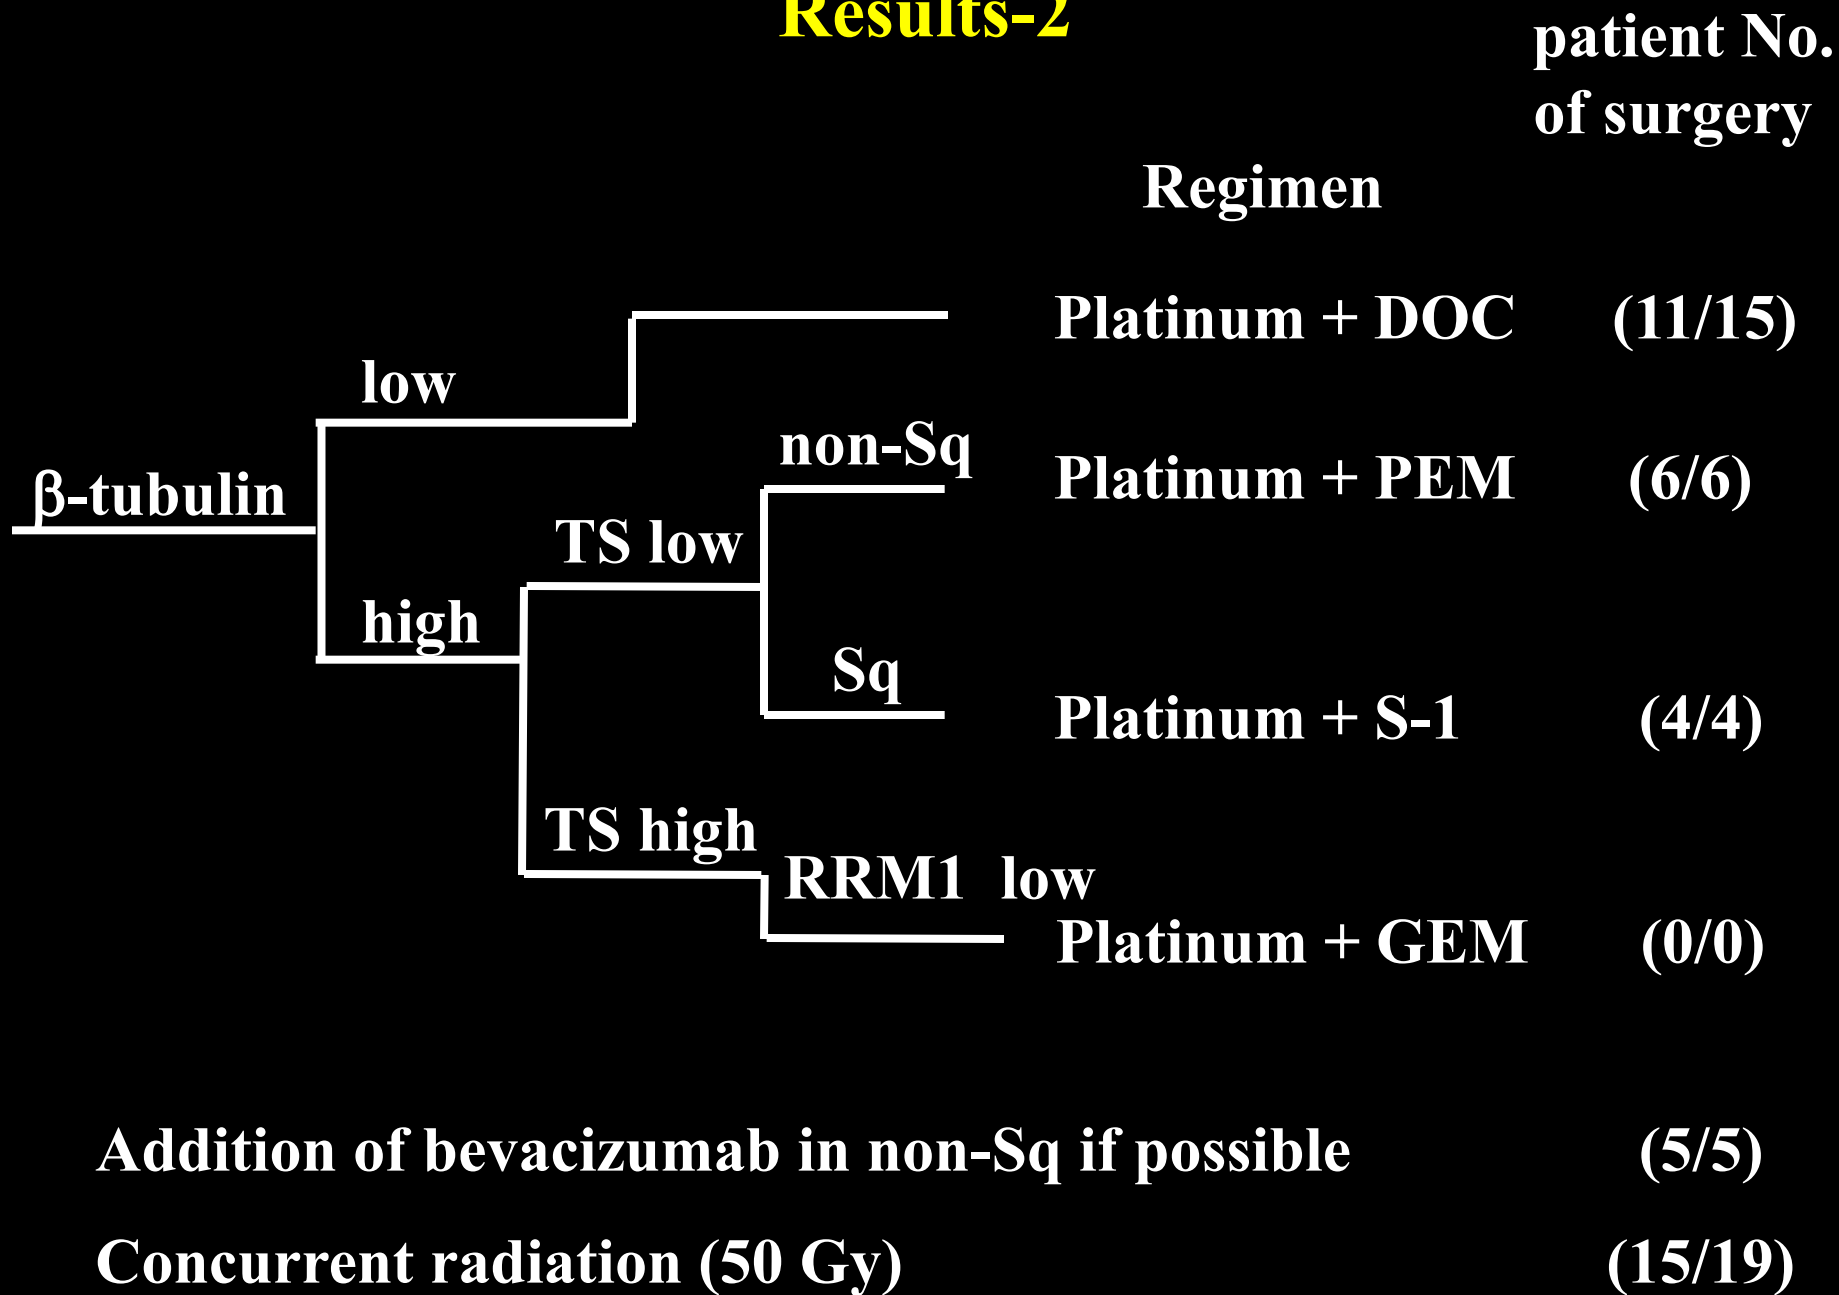 Results-2
patient No.
of surgery
Regimen
Platinum + DOC (11/15)
low
non-Sq
Platinum + PEM (6/6)
β-tubulin
TS low
high
Sq
Platinum + S-1 (4/4)
TS high
RRM1 low
Platinum + GEM (0/0)
Addition of bevacizumab in non-Sq if possible (5/5)
Concurrent radiation (50 Gy) (15/19)